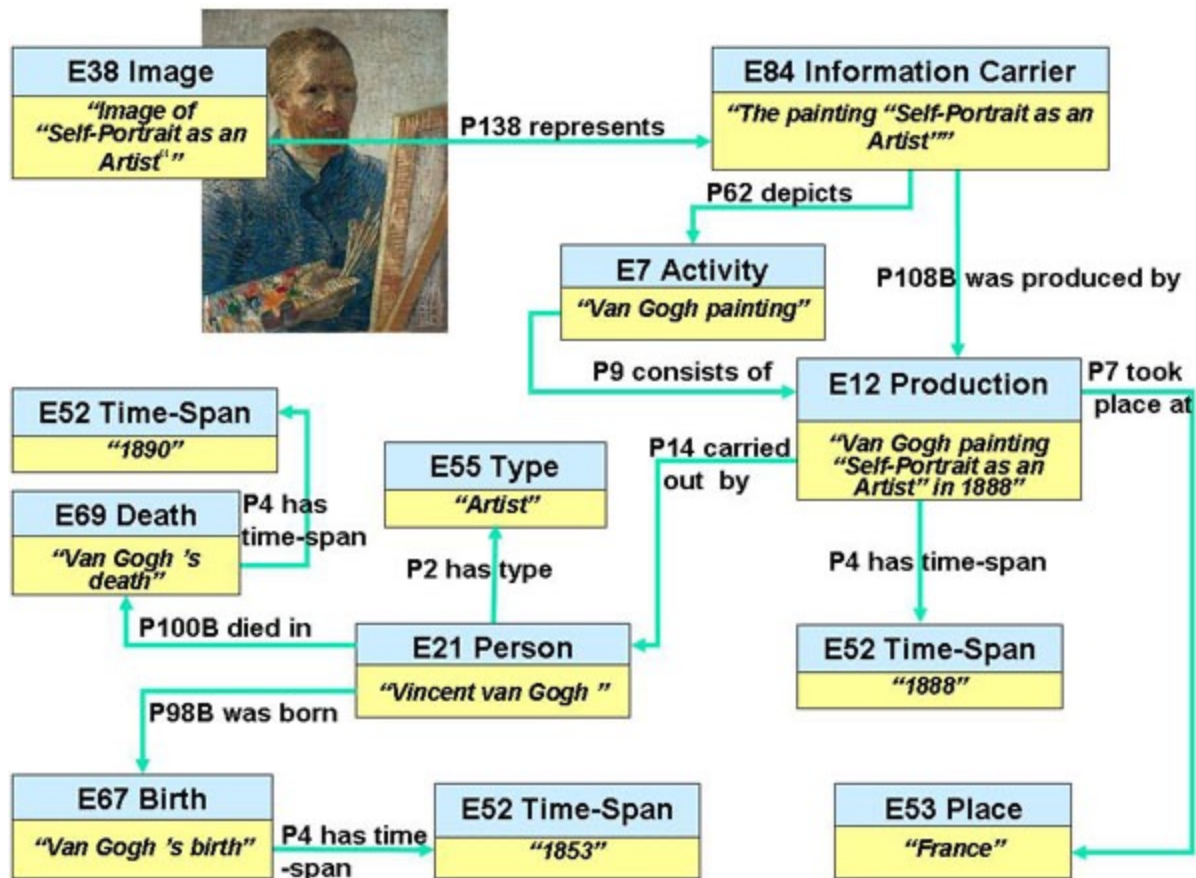 E38 Image
“Image of
“Self-Portrait as an
Artist“”
P138 represents
E84 Information Carrier
“The painting “Self-Portrait as an
Artist””
P62 depicts
E7 Activity
“Van Gogh painting”
P108B was produced by
P9 consists of
E12 Production
“Van Gogh painting
“Self-Portrait as an
Artist” in 1888”
P7 took
place at
E52 Time-Span
“1890”
P14 carried
out by
E55 Type
“Artist”
E69 Death
“Van Gogh ’s
death”
P4 has
time-span
P2 has type
P4 has time-span
P100B died in
E21 Person
“Vincent van Gogh ”
E52 Time-Span
“1888”
P98B was born
E67 Birth
“Van Gogh ’s birth”
P4 has time
-span
E52 Time-Span
“1853”
E53 Place
“France”